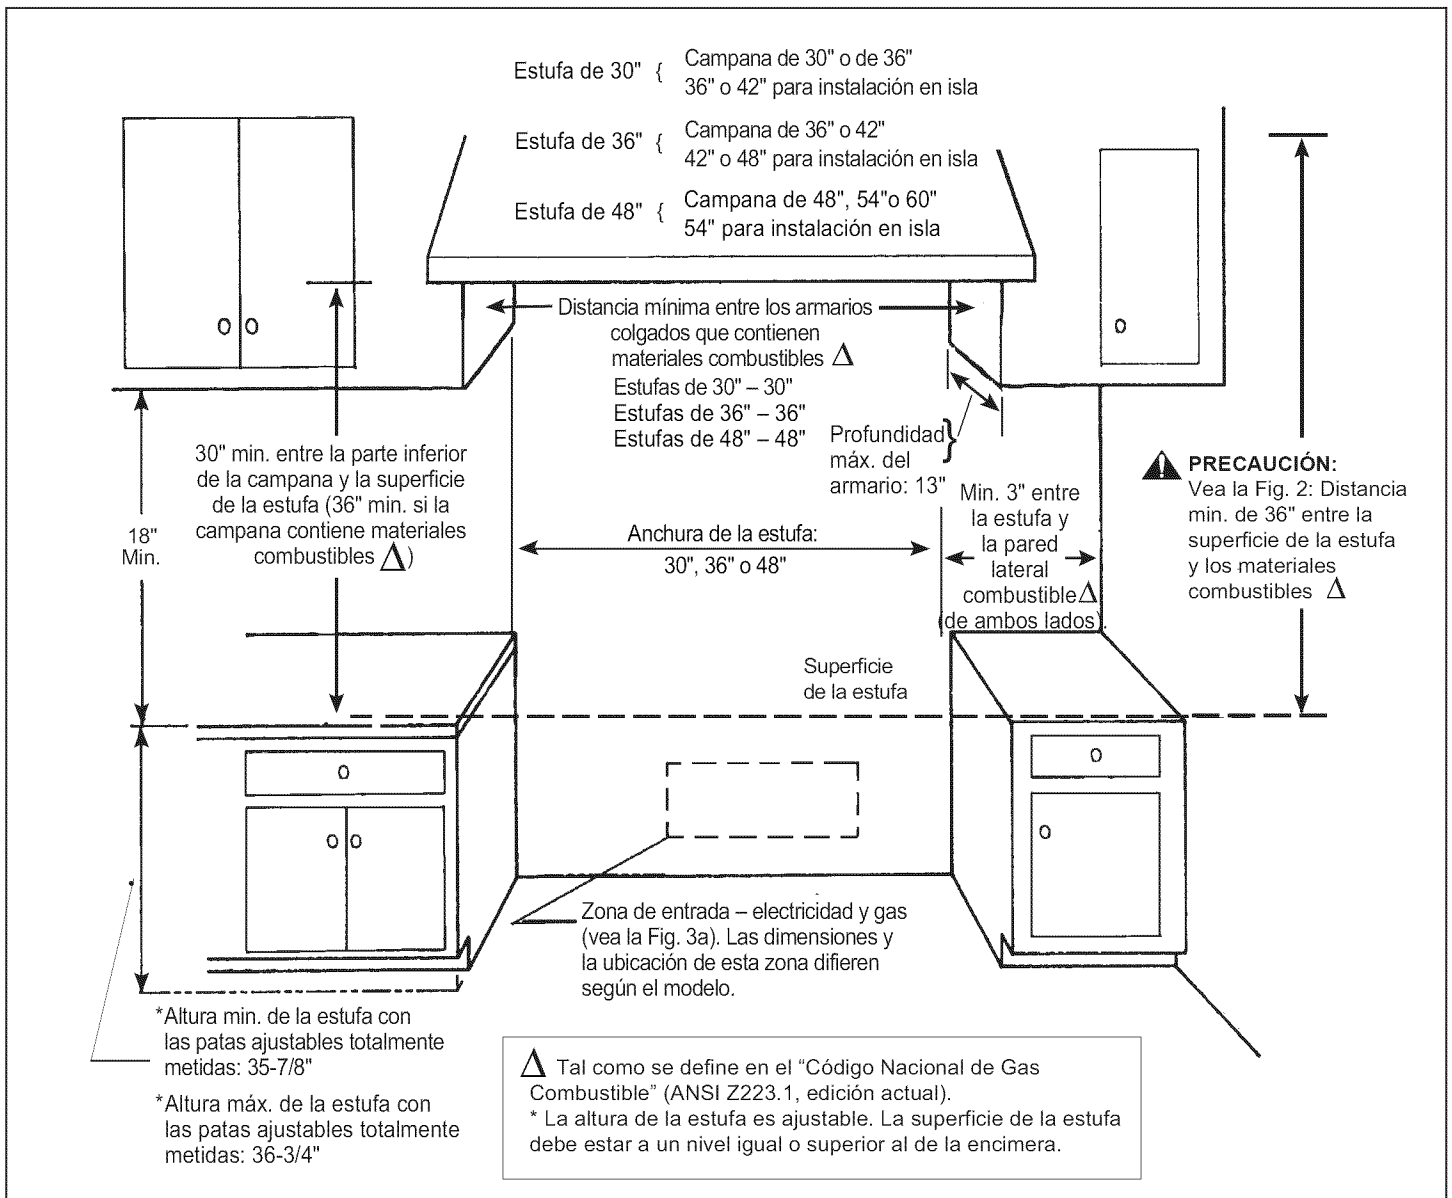 Estufa de 30" { Campana de 30" o de 36"
36" o 42" para instalación en isla
Estufa de 36" { Campana de 36" o 42"
42" o 48" para instalación en isla
Estufa de 48" { Campana de 48", 54"o 60"
54" para instalación en isla
Distancia mínima entre los armarios
colgados que contienen
materiales combustibles Δ
Estufas de 30" – 30"
Estufas de 36" – 36"
Estufas de 48" – 48"
Profundidad
máx. del
armario: 13"
30" min. entre la parte inferior
de la campana y la superficie
de la estufa (36" min. si la
campana contiene materiales
combustibles Δ)
18"
Min.
Anchura de la estufa:
30", 36" o 48"
Min. 3" entre
la estufa y
la pared
lateral
combustible Δ
(de ambos lados).
PRECAUCIÓN:
Vea la Fig. 2: Distancia
min. de 36" entre la
superficie de la estufa
y los materiales
combustibles Δ
Superficie
de la estufa
Zona de entrada – electricidad y gas
(vea la Fig. 3a). Las dimensiones y
la ubicación de esta zona difieren
según el modelo.
*Altura min. de la estufa con
las patas ajustables totalmente
metidas: 35-7/8"
*Altura máx. de la estufa con
las patas ajustables totalmente
metidas: 36-3/4"
Δ Tal como se define en el “Código Nacional de Gas
Combustible” (ANSI Z223.1, edición actual).
* La altura de la estufa es ajustable. La superficie de la estufa
debe estar a un nivel igual o superior al de la encimera.